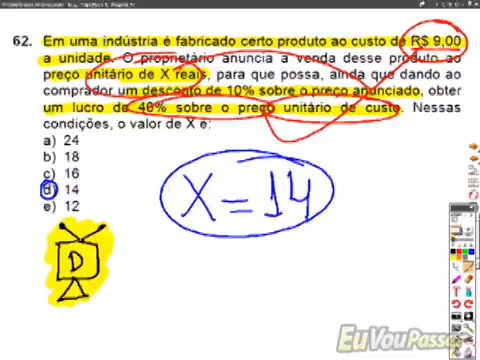 62. Em uma indústria é fabricado certo produto ao custo de R$ 9,00
a unidade. O proprietário anuncia a venda desse produto ao
preço unitário de X reais, para que possa, ainda que dando ao
comprador um desconto de 10% sobre o preço anunciado, obter
um lucro de 40% sobre o preço unitário de custo. Nessas
condições, o valor de X é:
a) 24
b) 18
c) 16
d) 14
e) 12
X = 14
D
EuVouPassar